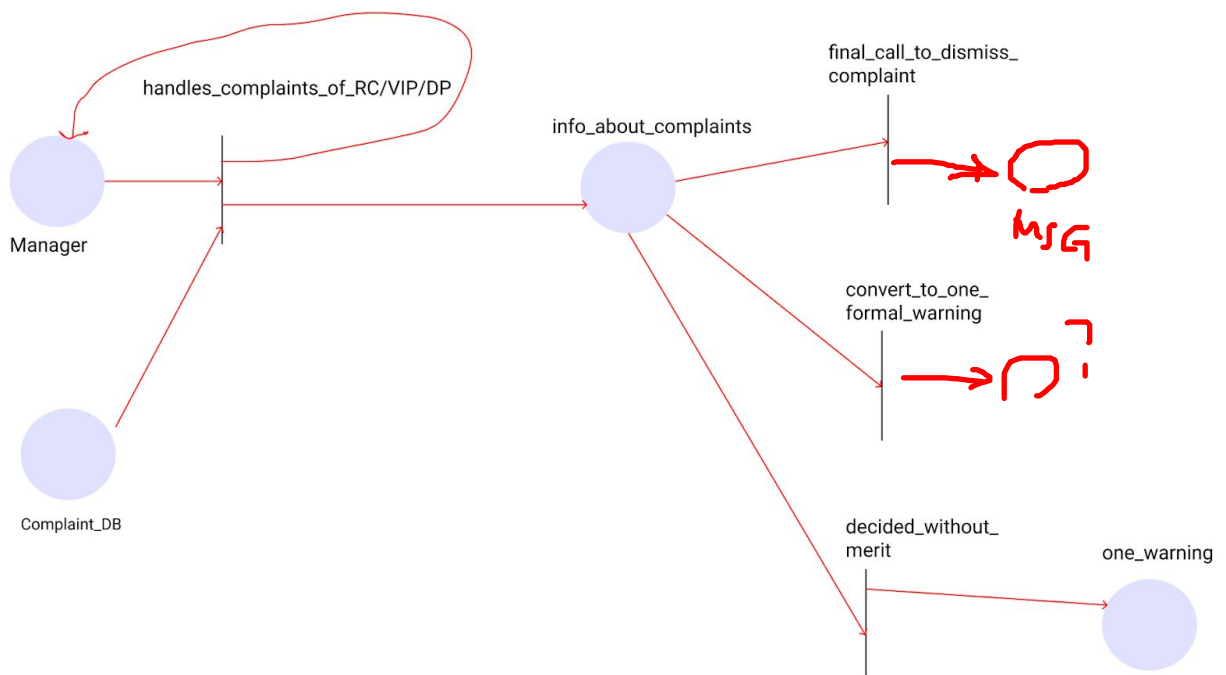 final_call_to_dismiss_
complaint
handles_complaints_of_RC/VIP/DP
info_about_complaints
MSG
Manager
convert_to_one_
formal_warning
?
Complaint_DB
decided_without_
merit
one_warning